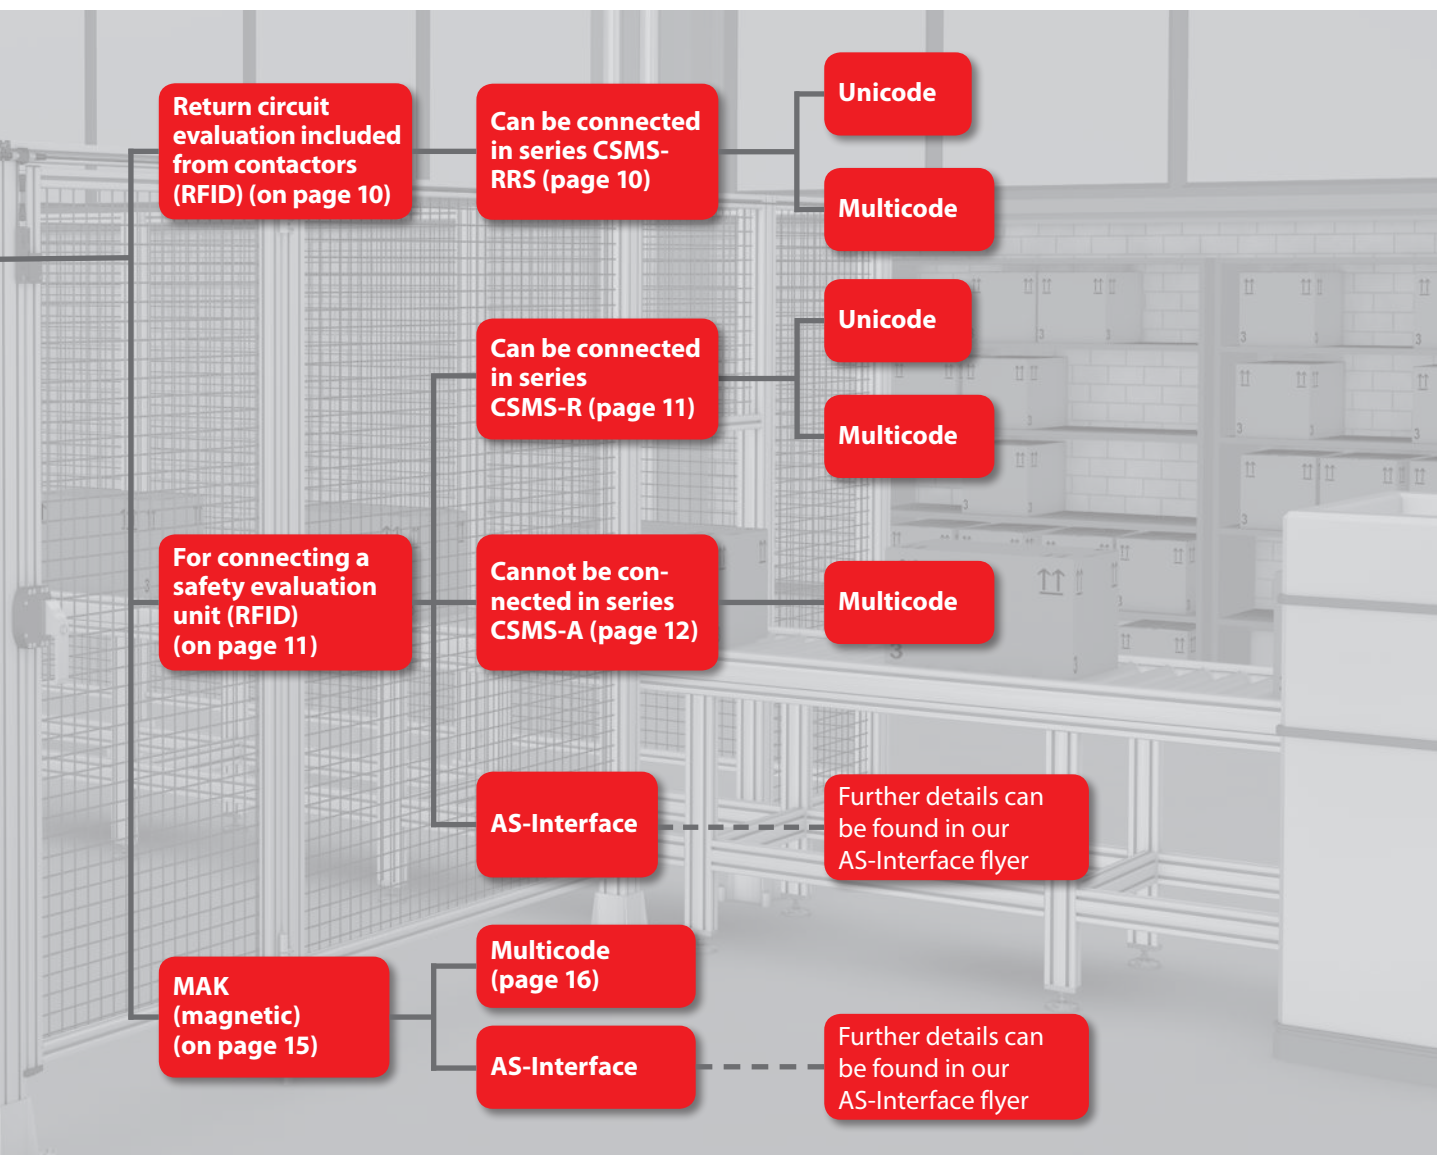 Return circuit
evaluation included
from contactors
(RFID) (on page 10)
Can be connected
in series CSMS-
RRS (page 10)
Unicode
Multicode
For connecting a
safety evaluation
unit (RFID)
(on page 11)
Can be connected
in series
CSMS-R (page 11)
Unicode
Multicode
Cannot be con-
nected in series
CSMS-A (page 12)
Multicode
AS-Interface
Further details can
be found in our
AS-Interface flyer
MAK
(magnetic)
(on page 15)
Multicode
(page 16)
AS-Interface
Further details can
be found in our
AS-Interface flyer